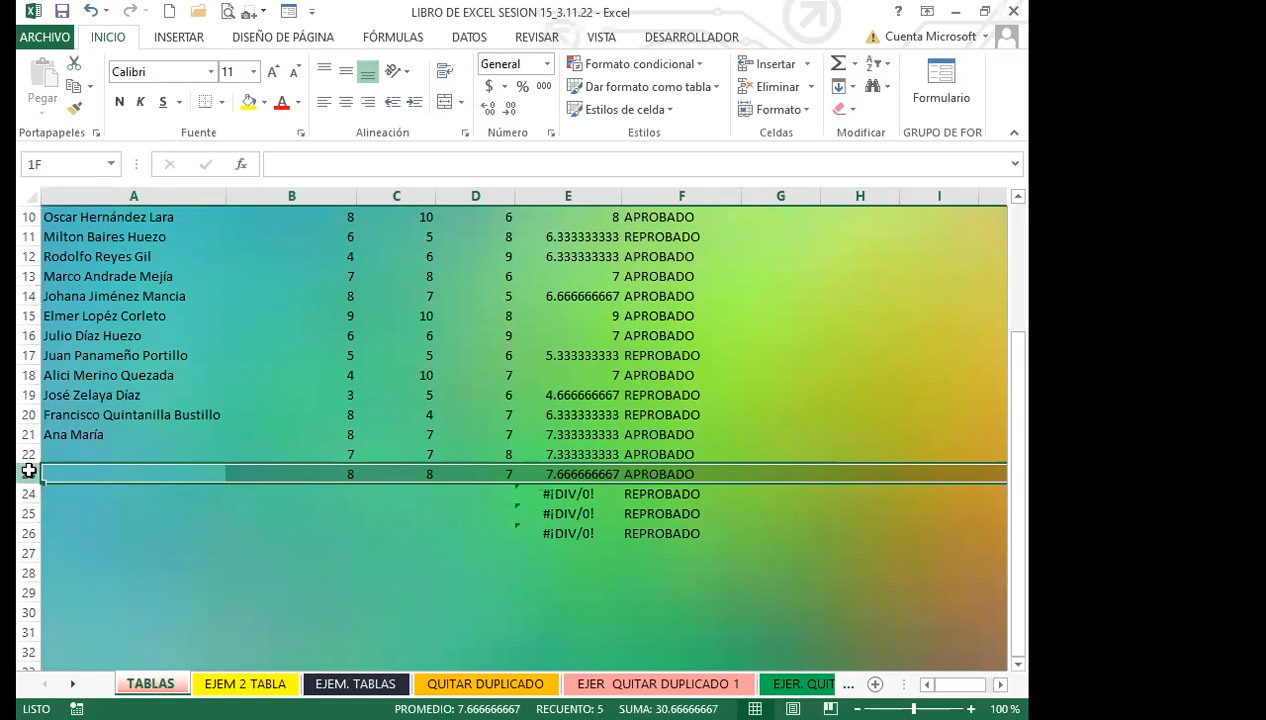 LIBRO DE EXCEL SESION 15_3.11.22 - Excel
ARCHIVO INICIO INSERTAR DISEÑO DE PÁGINA FÓRMULAS DATOS REVISAR VISTA DESARROLLADOR Cuenta Microsoft
Calibri 11 General Formato condicional Insertar
Pegar N K S $ % 000 Dar formato como tabla Eliminar Formulario
Estilos de celda Formato
Portapapeles Fuente Alineación Número Estilos Celdas Modificar GRUPO DE FOR
1F fx
A B C D E F G H I
10 Oscar Hernández Lara 8 10 6 8 APROBADO
11 Milton Baires Huezo 6 5 8 6.333333333 REPROBADO
12 Rodolfo Reyes Gil 4 6 9 6.333333333 APROBADO
13 Marco Andrade Mejía 7 8 6 7 APROBADO
14 Johana Jiménez Mancia 8 7 5 6.666666667 APROBADO
15 Elmer Lopéz Corleto 9 10 8 9 APROBADO
16 Julio Díaz Huezo 6 6 9 7 APROBADO
17 Juan Panameño Portillo 5 5 6 5.333333333 REPROBADO
18 Alici Merino Quezada 4 10 7 7 APROBADO
19 José Zelaya Díaz 3 5 6 4.666666667 REPROBADO
20 Francisco Quintanilla Bustillo 8 4 7 6.333333333 APROBADO
21 Ana María 8 7 7 7.333333333 APROBADO
22 7 7 8 7.333333333 APROBADO
8 8 7 7.666666667 APROBADO
24 #¡DIV/0! REPROBADO
25 #¡DIV/0! REPROBADO
26 #¡DIV/0! REPROBADO
27
28
29
30
31
32
TABLAS EJEM 2 TABLA EJEM. TABLAS QUITAR DUPLICADO EJER QUITAR DUPLICADO 1 EJER. QUIT ...
LISTO PROMEDIO: 7.666666667 RECUENTO: 5 SUMA: 30.66666667 100 %